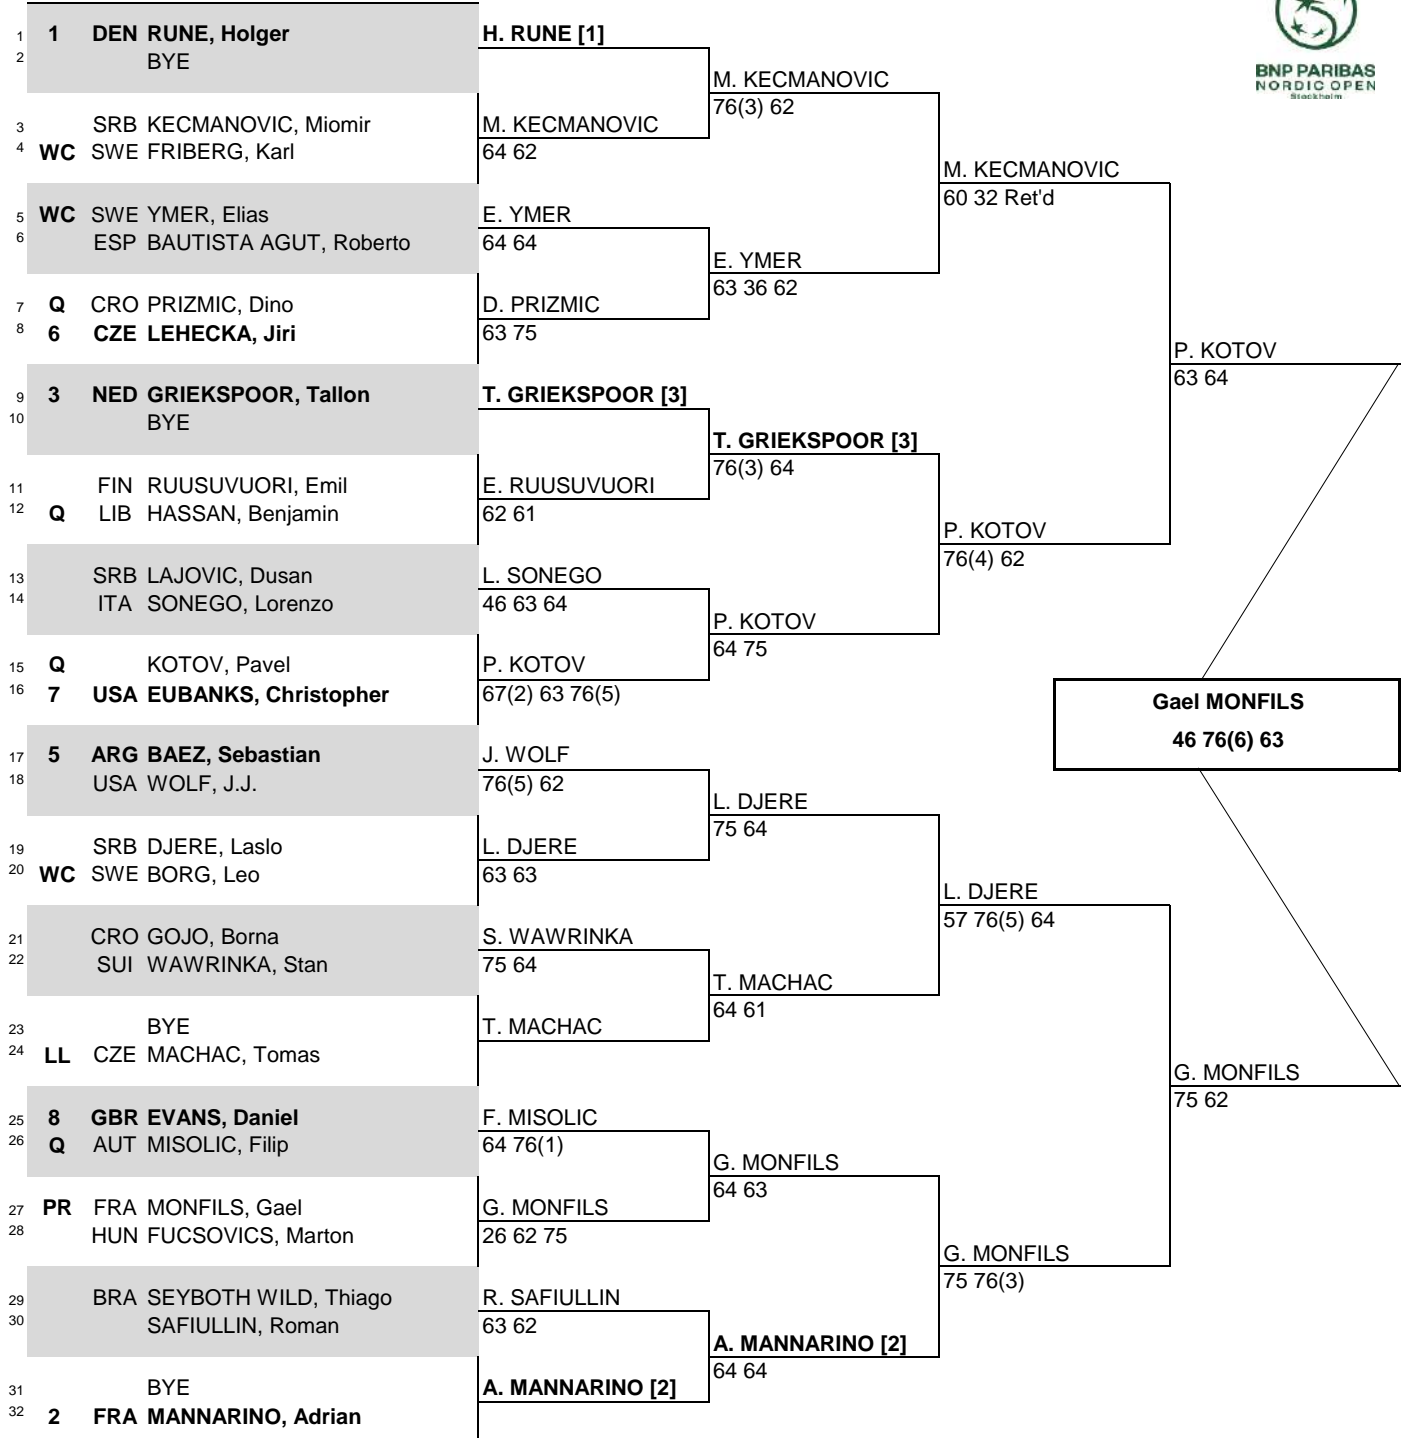 BNP PARIBAS
NORDIC OPEN
Stockholm
1 1 DEN RUNE, Holger
2 BYE
3 SRB KECMANOVIC, Miomir
4 WC SWE FRIBERG, Karl
5 WC SWE YMER, Elias
6 ESP BAUTISTA AGUT, Roberto
7 Q CRO PRIZMIC, Dino
8 6 CZE LEHECKA, Jiri
9 3 NED GRIEKSPOOR, Tallon
10 BYE
11 FIN RUUSUVUORI, Emil
12 Q LIB HASSAN, Benjamin
13 SRB LAJOVIC, Dusan
14 ITA SONEGO, Lorenzo
15 Q KOTOV, Pavel
16 7 USA EUBANKS, Christopher
17 5 ARG BAEZ, Sebastian
18 USA WOLF, J.J.
19 SRB DJERE, Laslo
20 WC SWE BORG, Leo
21 CRO GOJO, Borna
22 SUI WAWRINKA, Stan
23 BYE
24 LL CZE MACHAC, Tomas
25 8 GBR EVANS, Daniel
26 Q AUT MISOLIC, Filip
27 PR FRA MONFILS, Gael
28 HUN FUCSOVICS, Marton
29 BRA SEYBOTH WILD, Thiago
30 SAFIULLIN, Roman
31 BYE
32 2 FRA MANNARINO, Adrian
H. RUNE [1]
M. KECMANOVIC
64 62
E. YMER
64 64
D. PRIZMIC
63 75
T. GRIEKSPOOR [3]
E. RUUSUVUORI
62 61
L. SONEGO
46 63 64
P. KOTOV
67(2) 63 76(5)
J. WOLF
76(5) 62
L. DJERE
63 63
S. WAWRINKA
75 64
T. MACHAC
F. MISOLIC
64 76(1)
G. MONFILS
26 62 75
R. SAFIULLIN
63 62
A. MANNARINO [2]
M. KECMANOVIC
76(3) 62
E. YMER
63 36 62
T. GRIEKSPOOR [3]
76(3) 64
P. KOTOV
64 75
L. DJERE
75 64
T. MACHAC
64 61
G. MONFILS
64 63
A. MANNARINO [2]
64 64
M. KECMANOVIC
60 32 Ret'd
P. KOTOV
76(4) 62
L. DJERE
57 76(5) 64
G. MONFILS
75 76(3)
P. KOTOV
63 64
G. MONFILS
75 62
Gael MONFILS
46 76(6) 63